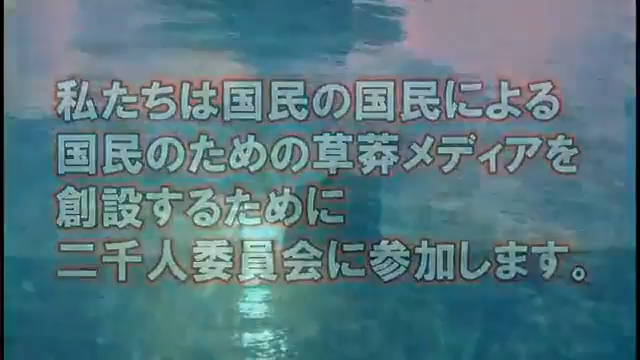 私たちは国民の国民による
国民のための草莽メディアを
創設するために
二千人委員会に参加します。